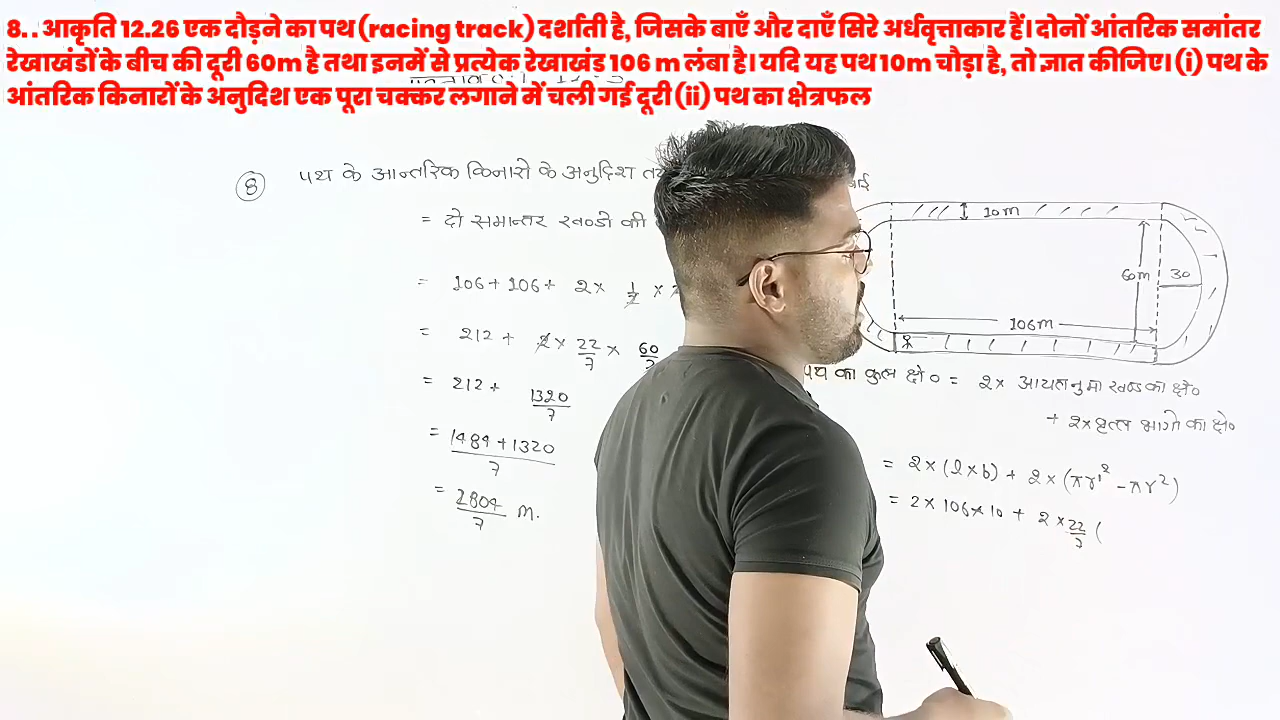 8. . आकृति 12.26 एक दौड़ने का पथ (racing track) दर्शाती है, जिसके बाएँ और दाएँ सिरे अर्धवृत्ताकार हैं। दोनों आंतरिक समांतर
रेखाखंडों के बीच की दूरी 60m है तथा इनमें से प्रत्येक रेखाखंड 106 m लंबा है। यदि यह पथ 10m चौड़ा है, तो ज्ञात कीजिए। (i) पथ के
आंतरिक किनारों के अनुदिश एक पूरा चक्कर लगाने में चली गई दूरी (ii) पथ का क्षेत्रफल
8 पथ के आन्तरिक किनारो के अनुदिश
= दो समान्तर खण्डो की
= 106 + 106 + 2 × 1/2 ×
= 212 + 2 × 22/7 × 60/2
= 212 + 1320/7
= 1484 + 1320/7
= 2804/7 m.
10m
60m
30
106m
पथ का कुल क्षे० = 2 × आयतनुमा खण्ड का क्षे०
+ 2 × वृत्त भागो का क्षे०
= 2 × (l × b) + 2 × (πr² - πr²)
= 2 × 106 × 10 + 2 × 22/7 (